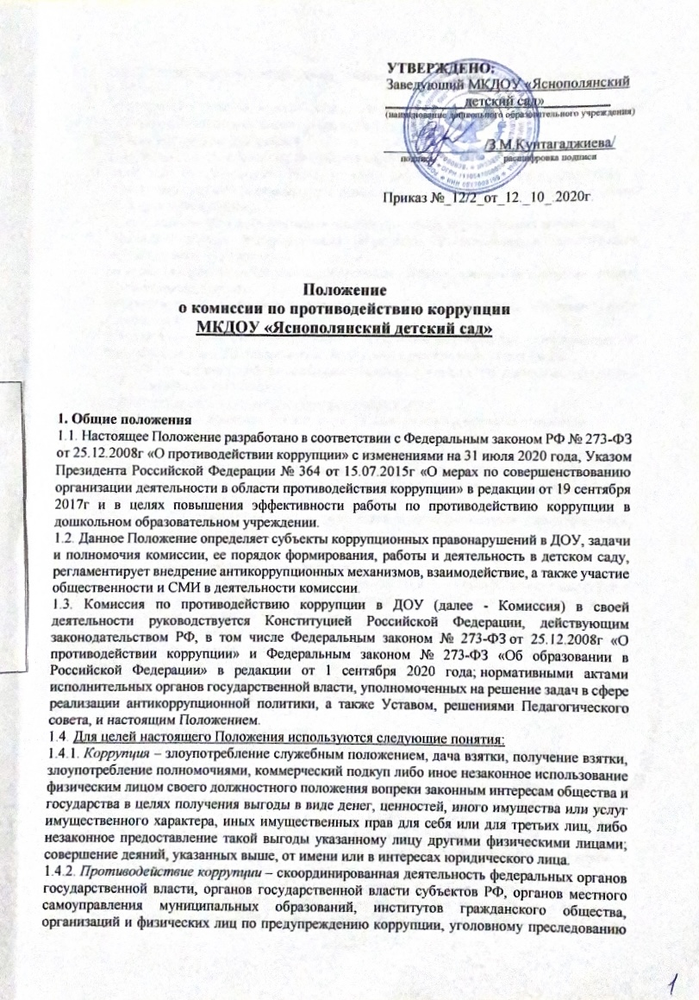 УТВЕРЖДЕНО:
Заведующий МКДОУ «Яснополянский
детский сад»
(наименование дошкольного образовательного учреждения)
/З.М.Кунтагаджиева/
подпись расшифровка подписи
Приказ №_12/2_от_12._10_.2020г.
Положение
о комиссии по противодействию коррупции
МКДОУ «Яснополянский детский сад»
1. Общие положения
1.1. Настоящее Положение разработано в соответствии с Федеральным законом РФ № 273-ФЗ
от 25.12.2008г «О противодействии коррупции» с изменениями на 31 июля 2020 года, Указом
Президента Российской Федерации № 364 от 15.07.2015г «О мерах по совершенствованию
организации деятельности в области противодействия коррупции» в редакции от 19 сентября
2017г и в целях повышения эффективности работы по противодействию коррупции в
дошкольном образовательном учреждении.
1.2. Данное Положение определяет субъекты коррупционных правонарушений в ДОУ, задачи
и полномочия комиссии, ее порядок формирования, работы и деятельность в детском саду,
регламентирует внедрение антикоррупционных механизмов, взаимодействие, а также участие
общественности и СМИ в деятельности комиссии.
1.3. Комиссия по противодействию коррупции в ДОУ (далее - Комиссия) в своей
деятельности руководствуется Конституцией Российской Федерации, действующим
законодательством РФ, в том числе Федеральным законом № 273-ФЗ от 25.12.2008г «О
противодействии коррупции» и Федеральным законом № 273-ФЗ «Об образовании в
Российской Федерации» в редакции от 1 сентября 2020 года; нормативными актами
исполнительных органов государственной власти, уполномоченных на решение задач в сфере
реализации антикоррупционной политики, а также Уставом, решениями Педагогического
совета, и настоящим Положением.
1.4. Для целей настоящего Положения используются следующие понятия:
1.4.1. Коррупция – злоупотребление служебным положением, дача взятки, получение взятки,
злоупотребление полномочиями, коммерческий подкуп либо иное незаконное использование
физическим лицом своего должностного положения вопреки законным интересам общества и
государства в целях получения выгоды в виде денег, ценностей, иного имущества или услуг
имущественного характера, иных имущественных прав для себя или для третьих лиц, либо
незаконное предоставление такой выгоды указанному лицу другими физическими лицами;
совершение деяний, указанных выше, от имени или в интересах юридического лица.
1.4.2. Противодействие коррупции – скоординированная деятельность федеральных органов
государственной власти, органов государственной власти субъектов РФ, органов местного
самоуправления муниципальных образований, институтов гражданского общества,
организаций и физических лиц по предупреждению коррупции, уголовному преследованию
1